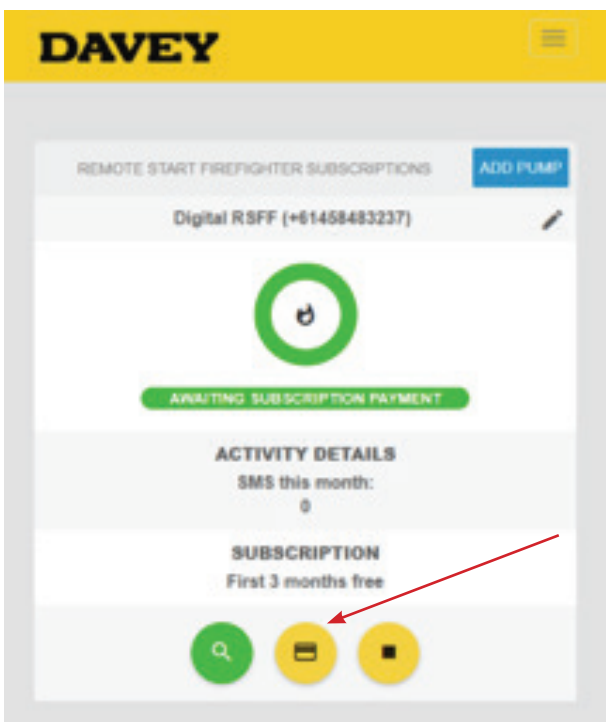 DAVEY
REMOTE START FIREFIGHTER SUBSCRIPTIONS
ADD PUMP
Digital RSFF (+61458483237)
AWAITING SUBSCRIPTION PAYMENT
ACTIVITY DETAILS
SMS this month:
0
SUBSCRIPTION
First 3 months free